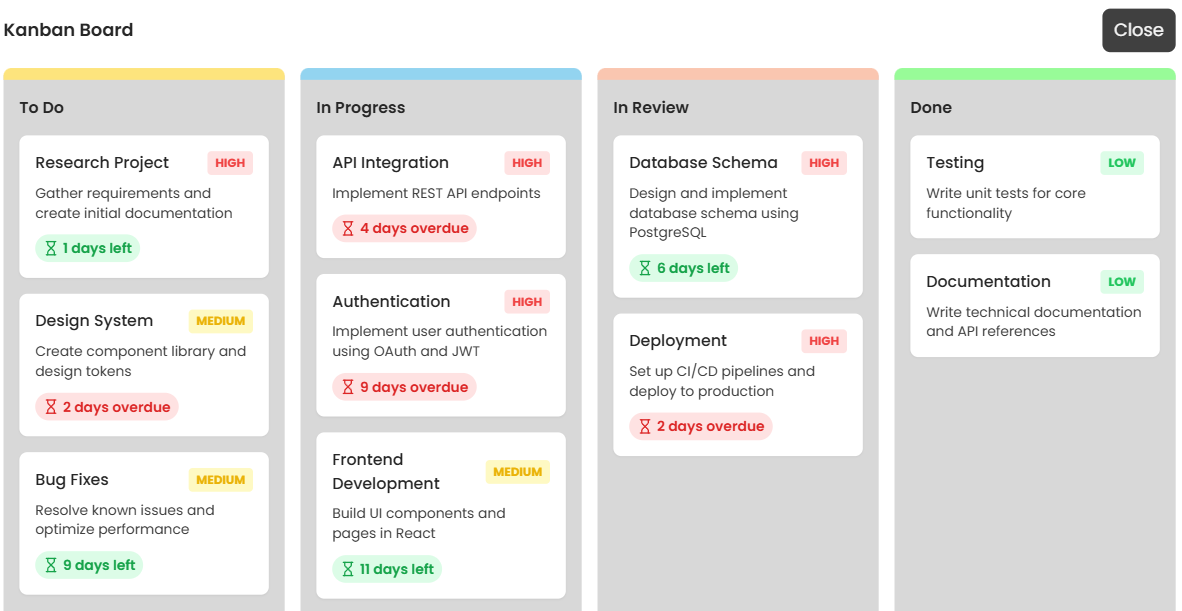 Kanban Board
Close
To Do
Research Project
HIGH
Gather requirements and
create initial documentation
1 days left
Design System
MEDIUM
Create component library and
design tokens
2 days overdue
Bug Fixes
MEDIUM
Resolve known issues and
optimize performance
9 days left
In Progress
API Integration
HIGH
Implement REST API endpoints
4 days overdue
Authentication
HIGH
Implement user authentication
using OAuth and JWT
9 days overdue
Frontend
Development
MEDIUM
Build UI components and
pages in React
11 days left
In Review
Database Schema
HIGH
Design and implement
database schema using
PostgreSQL
6 days left
Deployment
HIGH
Set up CI/CD pipelines and
deploy to production
2 days overdue
Done
Testing
LOW
Write unit tests for core
functionality
Documentation
LOW
Write technical documentation
and API references